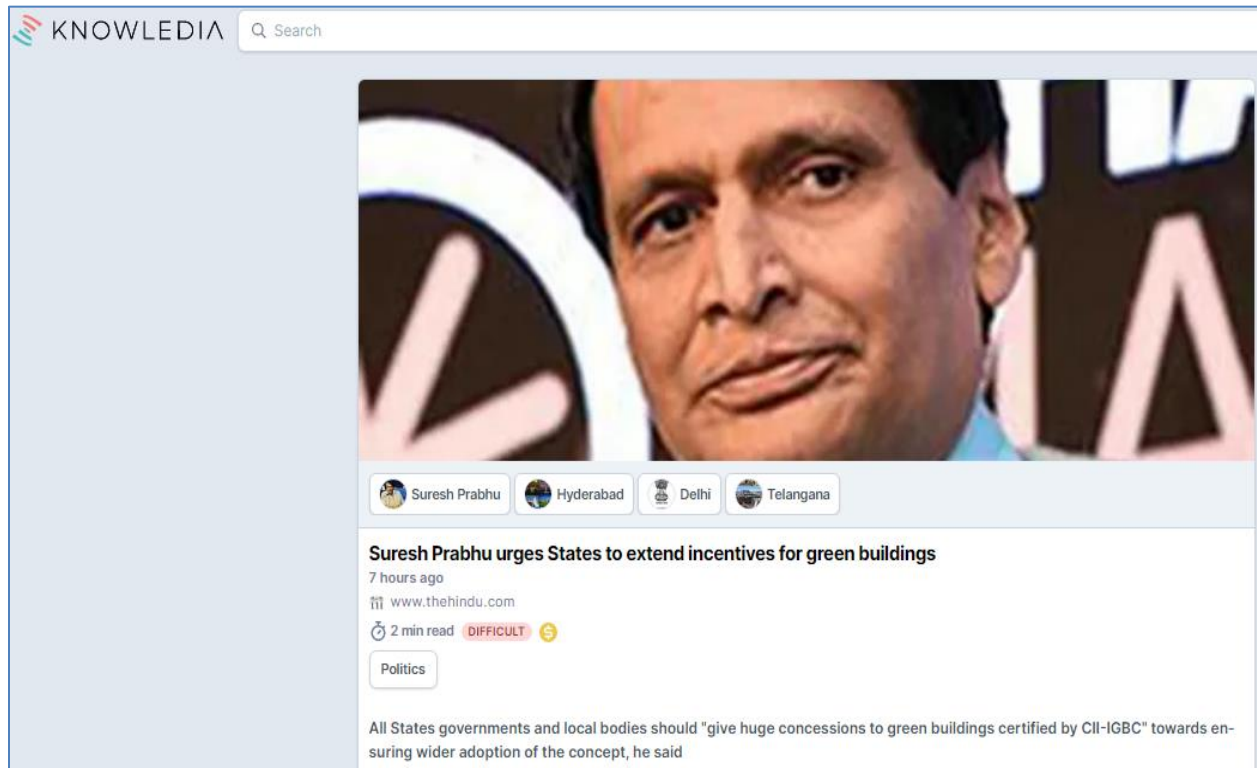 KNOWLEDIA
Search
Suresh Prabhu
Hyderabad
Delhi
Telangana
Suresh Prabhu urges States to extend incentives for green buildings
7 hours ago
www.thehindu.com
2 min read DIFFICULT $
Politics
All States governments and local bodies should "give huge concessions to green buildings certified by CII-IGBC" towards en-
suring wider adoption of the concept, he said